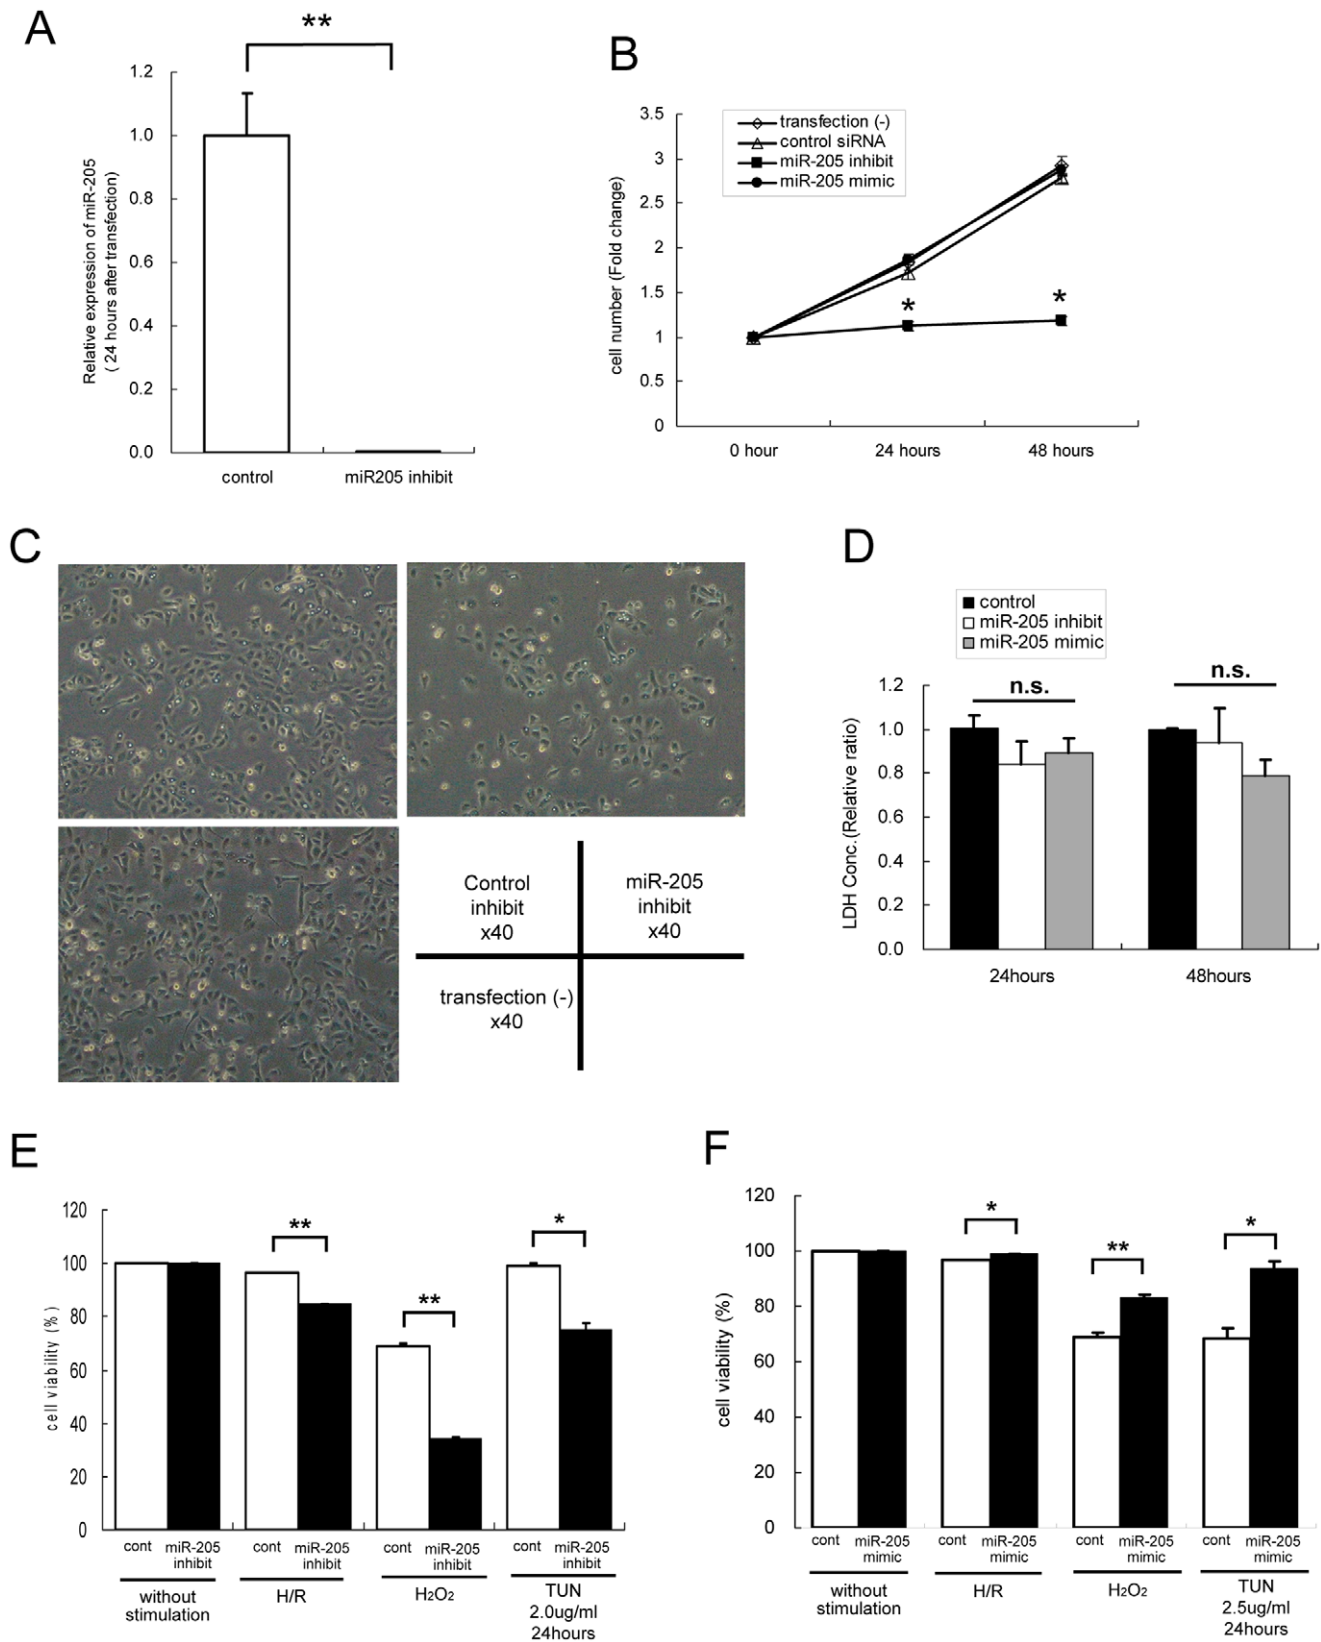 A
**
1.2
1.0
0.8
0.6
0.4
0.2
0.0
Relative expression of miR-205
( 24 hours after transfection)
control
miR205 inhibit
B
3.5
3
2.5
2
1.5
1
0.5
0
cell number (Fold change)
transfection (-)
control siRNA
miR-205 inhibit
miR-205 mimic
*
*
0 hour
24 hours
48 hours
C
Control
inhibit
x40
miR-205
inhibit
x40
transfection (-)
x40
D
control
miR-205 inhibit
miR-205 mimic
1.2
1.0
0.8
0.6
0.4
0.2
0.0
LDH Conc.(Relative ratio)
n.s.
n.s.
24hours
48hours
E
120
100
80
60
40
20
0
cell viability (%)
**
**
*
cont
miR-205
inhibit
cont
miR-205
inhibit
cont
miR-205
inhibit
cont
miR-205
inhibit
without
stimulation
H/R
H2O2
TUN
2.0ug/ml
24hours
F
120
100
80
60
40
20
0
cell viability (%)
*
**
*
cont
miR-205
mimic
cont
miR-205
mimic
cont
miR-205
mimic
cont
miR-205
mimic
without
stimulation
H/R
H2O2
TUN
2.5ug/ml
24hours